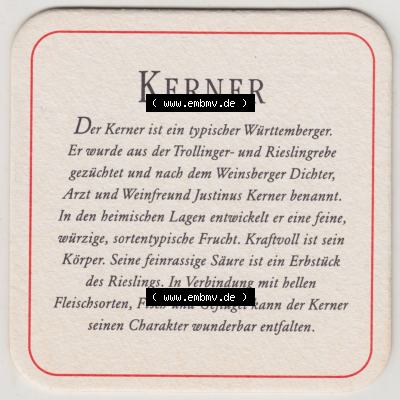 KERNER
( www.embmv.de )
Der Kerner ist ein typischer Württemberger.
Er wurde aus der Trollinger- und Rieslingrebe
gezüchtet und nach dem Weinsberger Dichter,
Arzt und Weinfreund Justinus Kerner benannt.
In den heimischen Lagen entwickelt er eine feine,
würzige, sortentypische Frucht. Kraftvoll ist sein
Körper. Seine feinrassige Säure ist ein Erbstück
des Rieslings. In Verbindung mit hellen
Fleischsorten, kann der Kerner
( www.embmv.de )
seinen Charakter wunderbar entfalten.